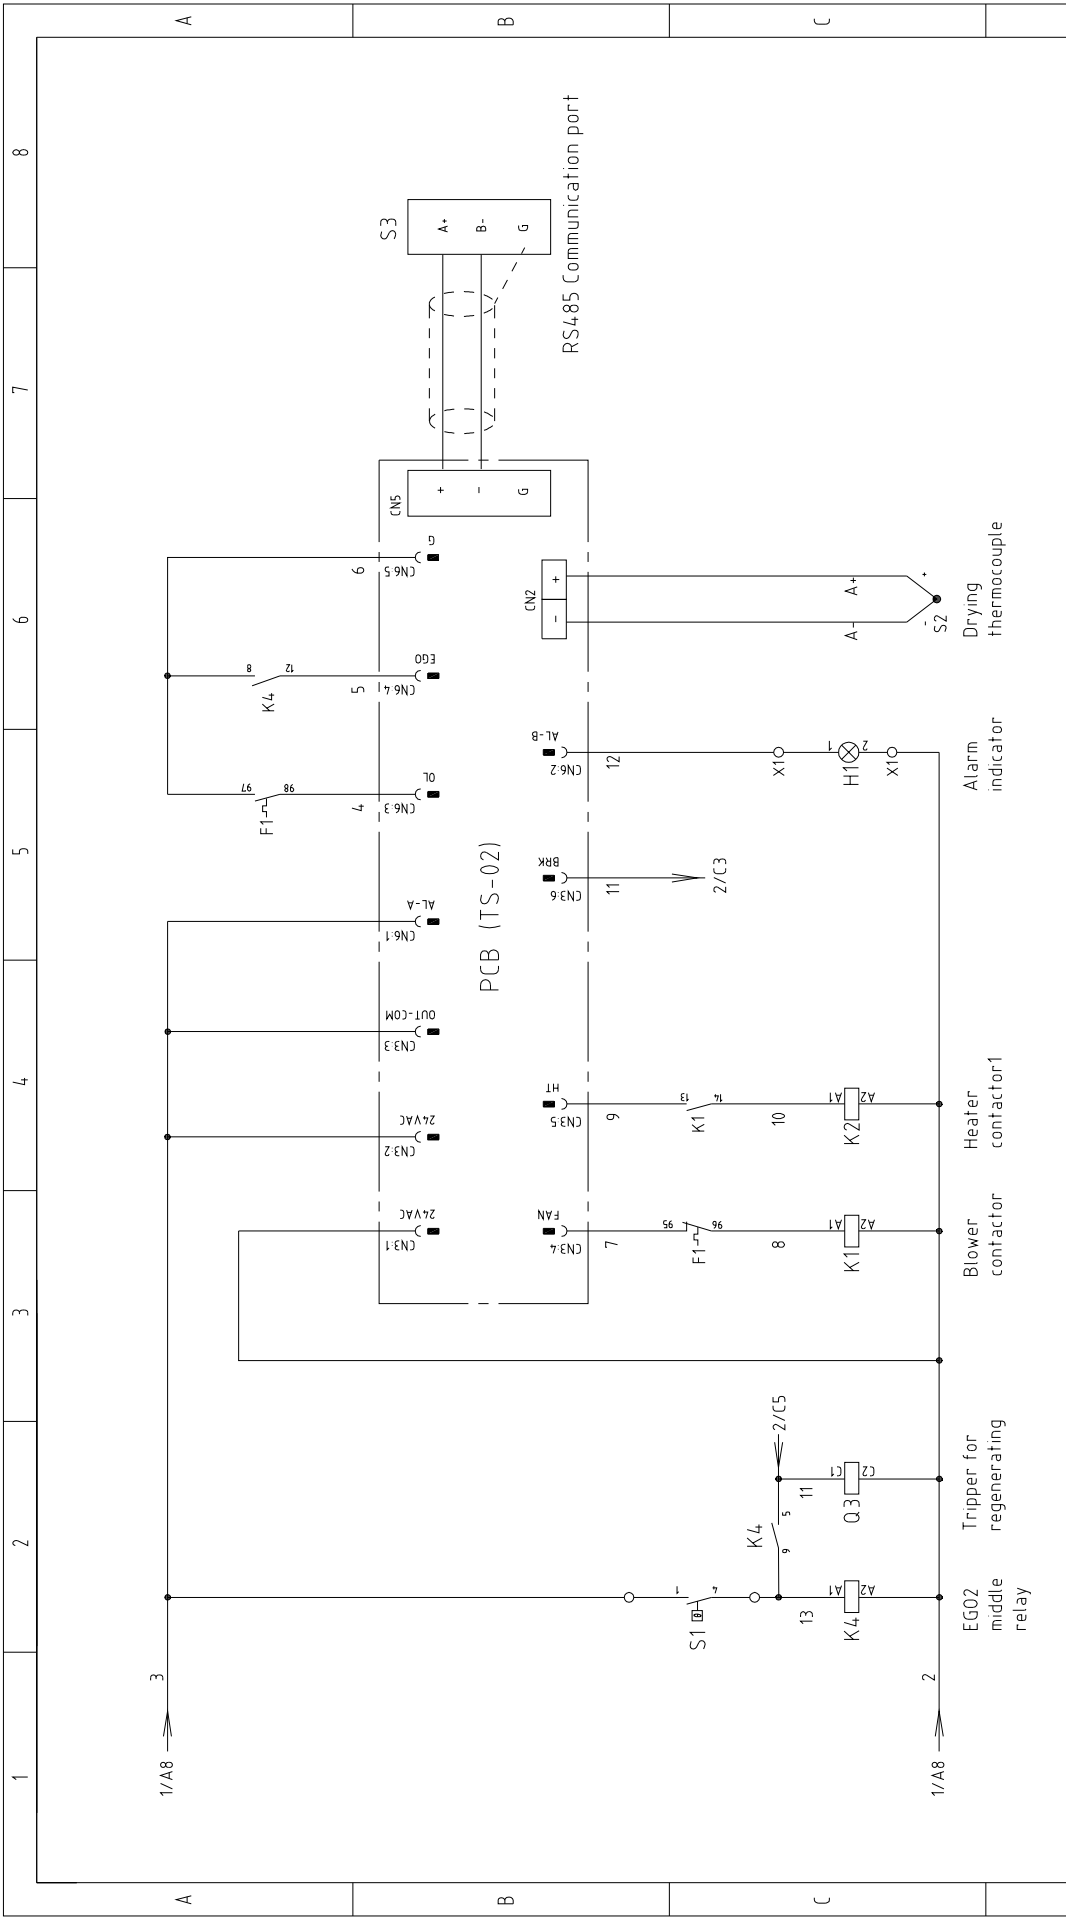 1
2
3
4
5
6
7
8
A
A
B
B
C
C
1/A8
3
1/A8
2
S1
θ
1
4
13
K4
A1
A2
K4
9
5
2/C5
11
Q3
C1
C2
EGO2
middle
relay
Tripper for
regenerating
CN3:1
24VAC
CN3:2
24VAC
CN3:3
OUT-COM
CN6:1
AL-A
F1
97
98
4
CN6:3
OL
K4
8
12
5
CN6:4
EGO
6
CN6:5
G
PCB (TS-02)
CN5
+
-
G
S3
A+
B-
G
RS485 Communication port
CN3:4
FAN
7
F1
95
96
8
K1
A1
A2
Blower
contactor
CN3:5
HT
9
K1
13
14
10
K2
A1
A2
Heater
contactor1
CN3:6
BRK
11
2/C3
CN6:2
AL-B
12
X1
H1
1
2
X1
Alarm
indicator
CN2
-
+
A-
A+
-
+
S2
Drying
thermocouple